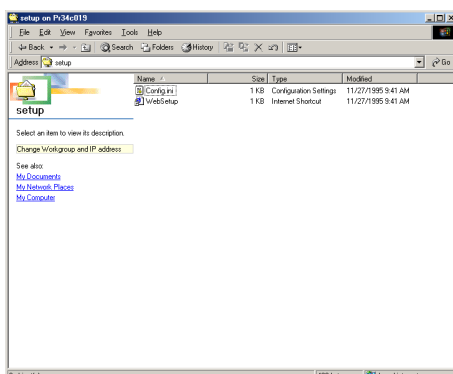 setup on Pr34c019
File Edit View Favorites Tools Help
Back Search Folders History
Address setup Go
Name Size Type Modified
Config.ini 1 KB Configuration Settings 11/27/1995 9:41 AM
WebSetup 1 KB Internet Shortcut 11/27/1995 9:41 AM
setup
Select an item to view its description.
Change Workgroup and IP address
See also:
My Documents
My Network Places
My Computer